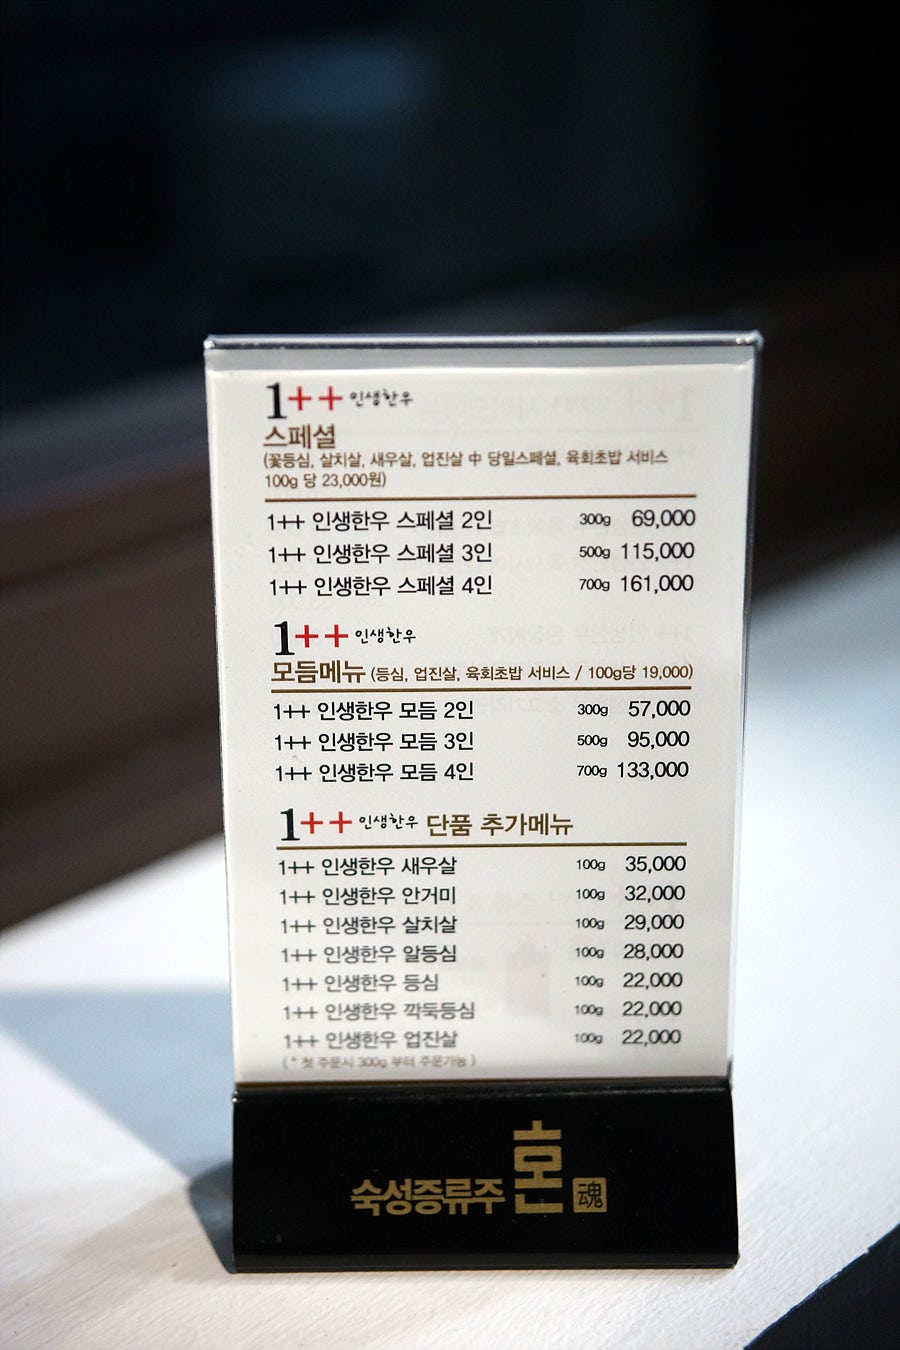 1++ 인생한우
스페셜
(꽃등심, 살치살, 새우살, 업진살 中 당일스페셜, 육회초밥 서비스
100g 당 23,000원)
1++ 인생한우 스페셜 2인 300g 69,000
1++ 인생한우 스페셜 3인 500g 115,000
1++ 인생한우 스페셜 4인 700g 161,000
1++ 인생한우
모듬메뉴 (등심, 업진살, 육회초밥 서비스 / 100g당 19,000)
1++ 인생한우 모듬 2인 300g 57,000
1++ 인생한우 모듬 3인 500g 95,000
1++ 인생한우 모듬 4인 700g 133,000
1++ 인생한우 단품 추가메뉴
1++ 인생한우 새우살 100g 35,000
1++ 인생한우 안거미 100g 32,000
1++ 인생한우 살치살 100g 29,000
1++ 인생한우 알등심 100g 28,000
1++ 인생한우 등심 100g 22,000
1++ 인생한우 깍둑등심 100g 22,000
1++ 인생한우 업진살 100g 22,000
( * 첫 주문시 300g 부터 주문가능 )
숙성증류주 혼 魂